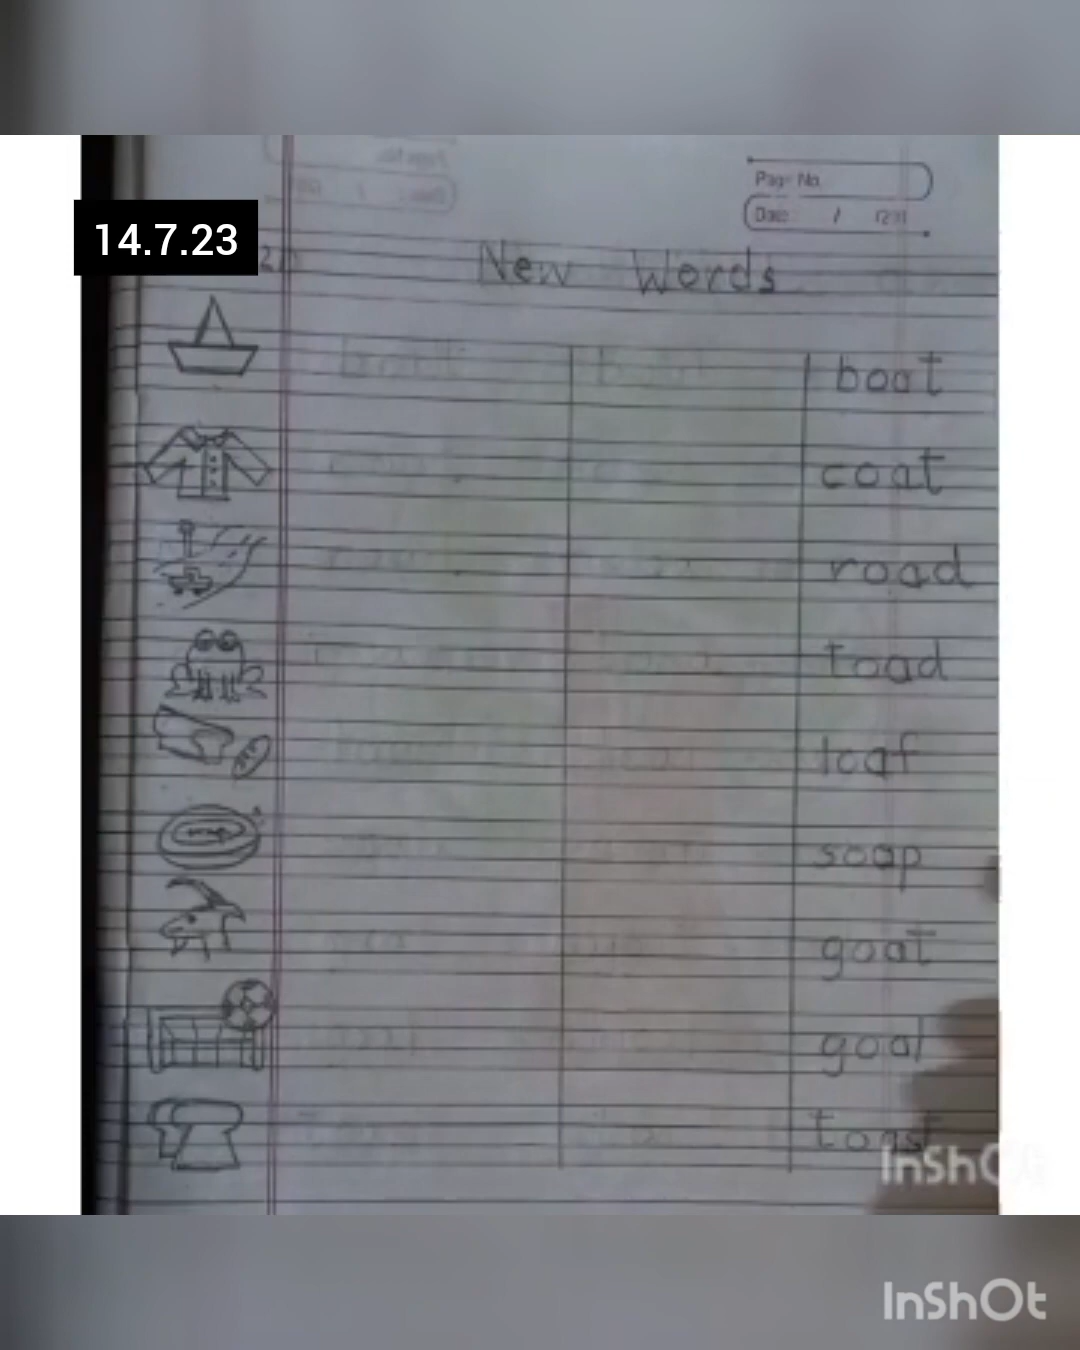 Page No.
Date: / /20
14.7.23
New Words
boat
coat
road
toad
loaf
soap
goat
goal
toast
InShOt
InShOt